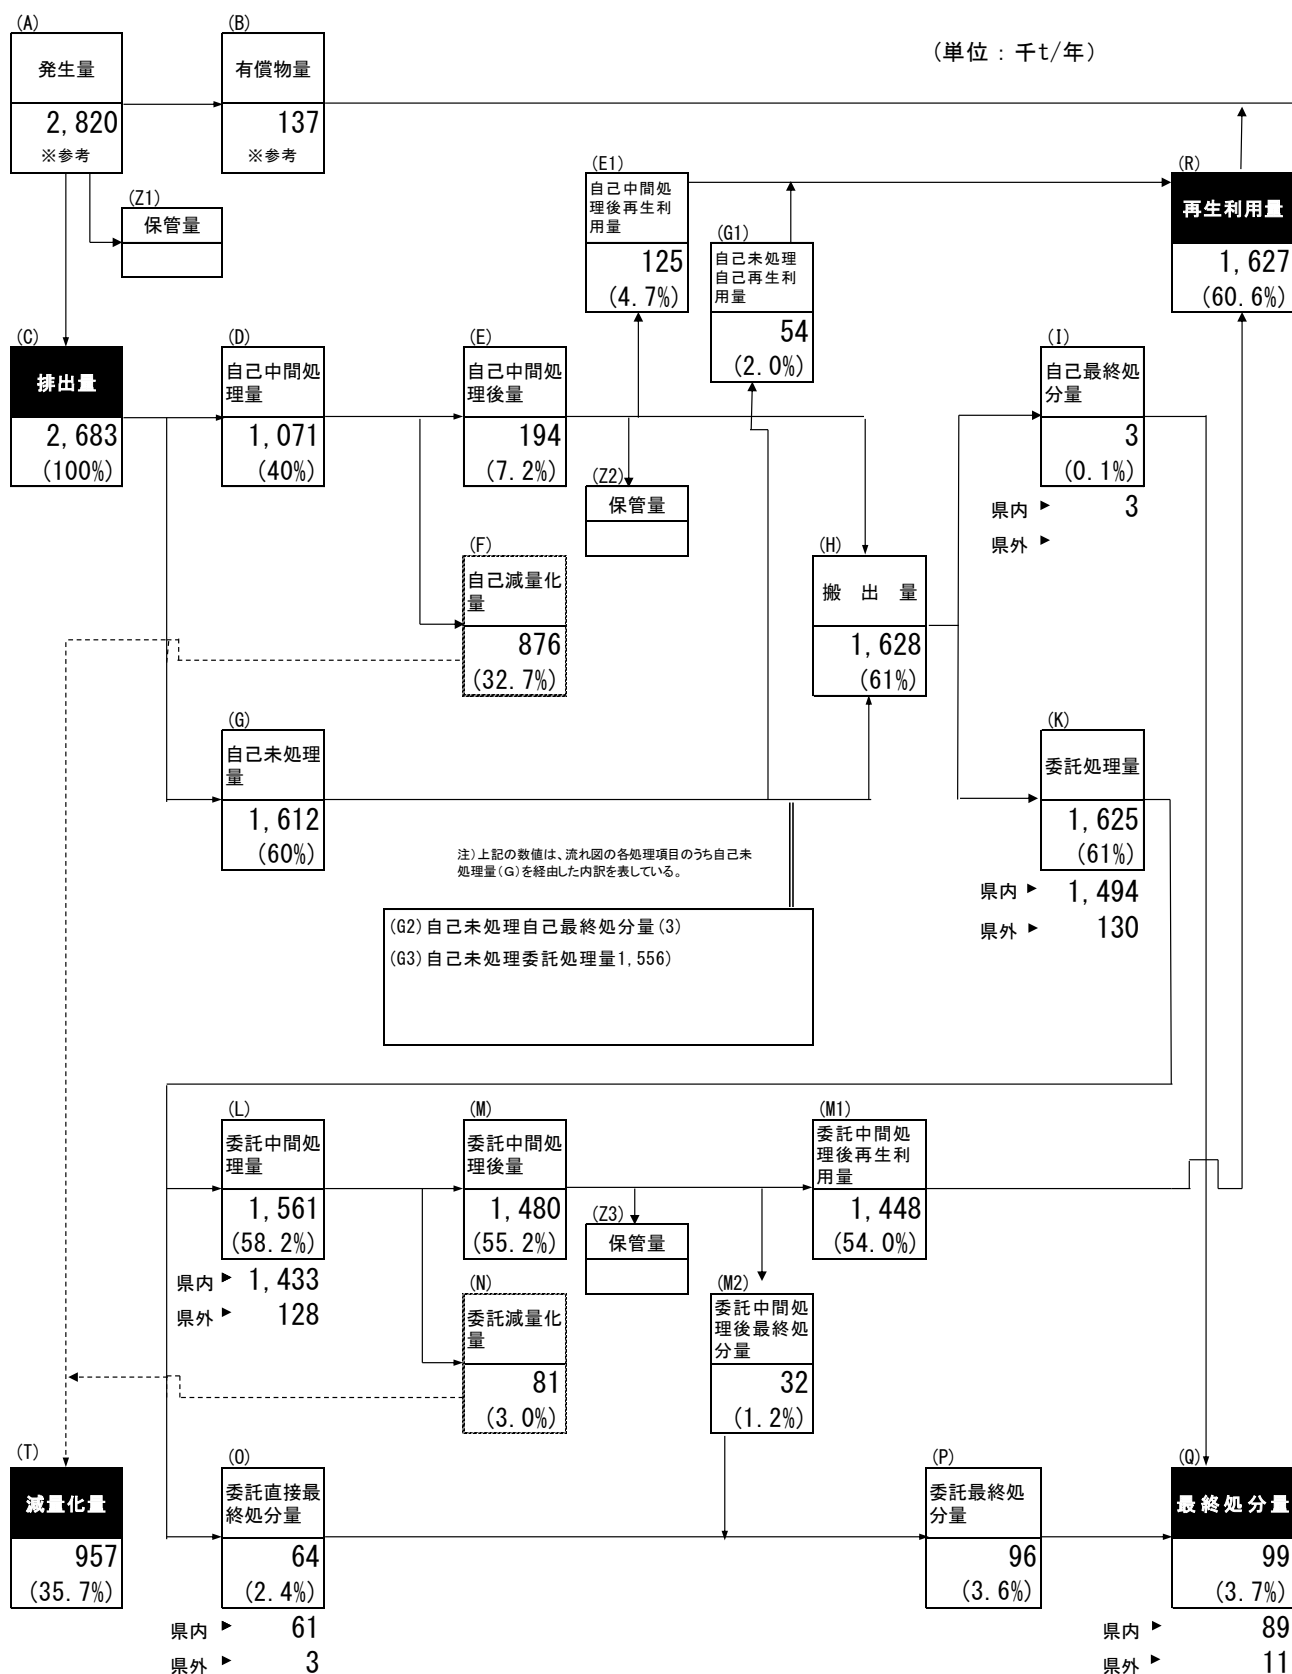 (単位：千t/年)
(A)
発生量
2,820
※参考
(B)
有償物量
137
※参考
(Z1)
保管量
(E1)
自己中間処
理後再生利
用量
125
(4.7%)
(G1)
自己未処理
自己再生利
用量
54
(2.0%)
(R)
再生利用量
1,627
(60.6%)
(C)
排出量
2,683
(100%)
(D)
自己中間処
理量
1,071
(40%)
(E)
自己中間処
理後量
194
(7.2%)
(Z2)
保管量
(I)
自己最終処
分量
3
(0.1%)
県内 ► 3
県外 ►
(F)
自己減量化
量
876
(32.7%)
(H)
搬 出 量
1,628
(61%)
(G)
自己未処理
量
1,612
(60%)
(K)
委託処理量
1,625
(61%)
県内 ► 1,494
県外 ► 130
注)上記の数値は、流れ図の各処理項目のうち自己未
処理量(G)を経由した内訳を表している。
(G2)自己未処理自己最終処分量(3)
(G3)自己未処理委託処理量1,556)
(L)
委託中間処
理量
1,561
(58.2%)
県内 ► 1,433
県外 ► 128
(M)
委託中間処
理後量
1,480
(55.2%)
(Z3)
保管量
(M1)
委託中間処
理後再生利
用量
1,448
(54.0%)
(N)
委託減量化
量
81
(3.0%)
(M2)
委託中間処
理後最終処
分量
32
(1.2%)
(T)
減量化量
957
(35.7%)
(O)
委託直接最
終処分量
64
(2.4%)
県内 ► 61
県外 ► 3
(P)
委託最終処
分量
96
(3.6%)
(Q)
最終処分量
99
(3.7%)
県内 ► 89
県外 ► 11